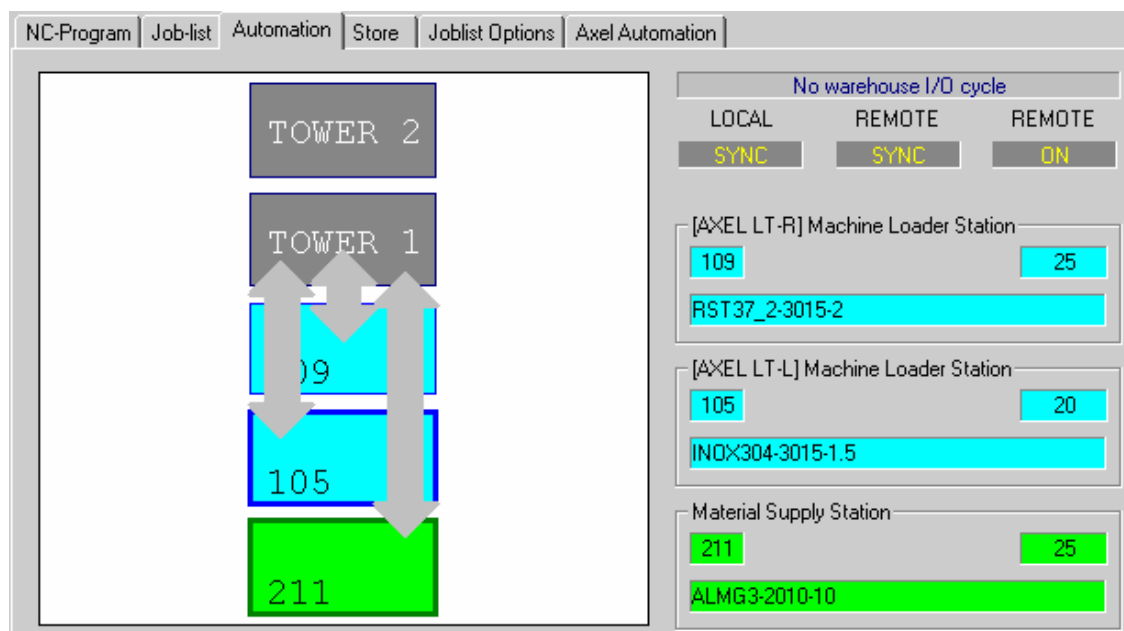 NC-Program Job-list Automation Store Joblist Options Axel Automation
TOWER 2
TOWER 1
09
105
211
No warehouse I/O cycle
LOCAL REMOTE REMOTE
SYNC SYNC ON
[AXEL LT-R] Machine Loader Station
109 25
RST37_2-3015-2
[AXEL LT-L] Machine Loader Station
105 20
INOX304-3015-1.5
Material Supply Station
211 25
ALMG3-2010-10